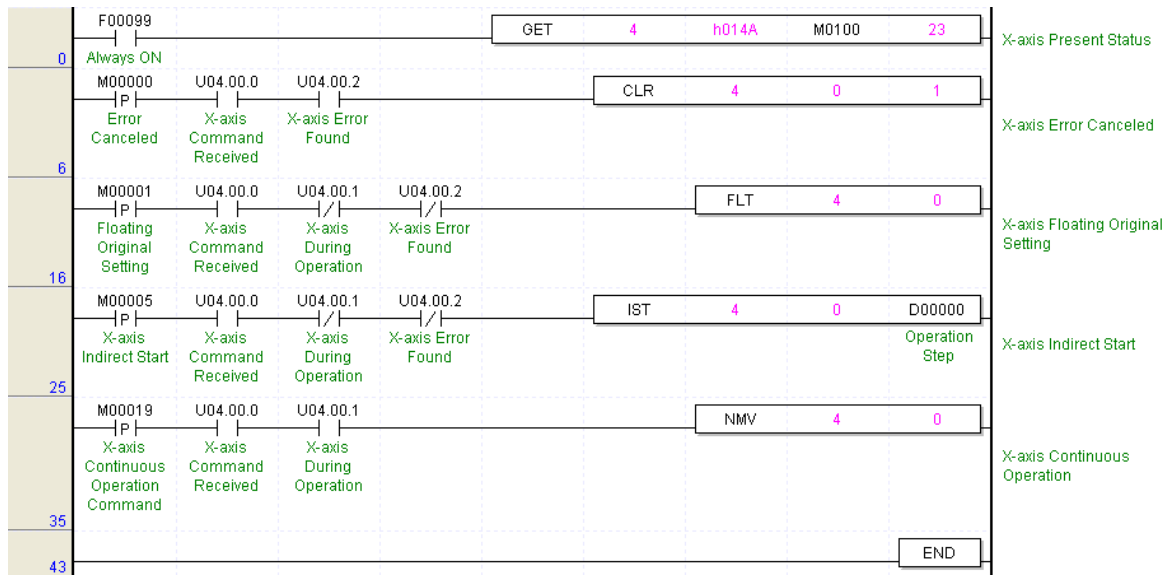 F00099
GET 4 h014A M0100 23
X-axis Present Status
0 Always ON
M00000 U04.00.0 U04.00.2
P
CLR 4 0 1
Error X-axis X-axis Error
Canceled Command Found
Received
X-axis Error Canceled
6
M00001 U04.00.0 U04.00.1 U04.00.2
P
FLT 4 0
Floating X-axis X-axis X-axis Error
Original Command During Found
Setting Received Operation
X-axis Floating Original
Setting
16
M00005 U04.00.0 U04.00.1 U04.00.2
P
IST 4 0 D00000
X-axis X-axis X-axis X-axis Error Operation
Indirect Start Command During Found Step
Received Operation
X-axis Indirect Start
25
M00019 U04.00.0 U04.00.1
P
NMV 4 0
X-axis X-axis X-axis
Continuous Command During
Operation Received Operation
Command
X-axis Continuous
Operation
35
END
43